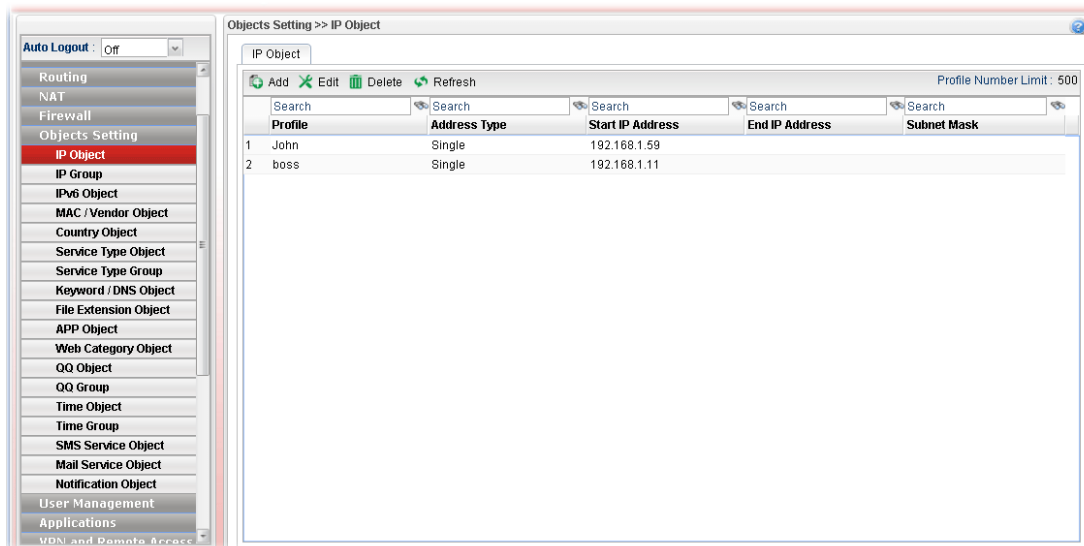 Objects Setting >> IP Object
Auto Logout : Off
Routing
NAT
Firewall
Objects Setting
IP Object
IP Group
IPv6 Object
MAC / Vendor Object
Country Object
Service Type Object
Service Type Group
Keyword / DNS Object
File Extension Object
APP Object
Web Category Object
QQ Object
QQ Group
Time Object
Time Group
SMS Service Object
Mail Service Object
Notification Object
User Management
Applications
VPN and Remote Access
IP Object
Add Edit Delete Refresh Profile Number Limit : 500
Search Search Search Search Search
Profile Address Type Start IP Address End IP Address Subnet Mask
1 John Single 192.168.1.59
2 boss Single 192.168.1.11